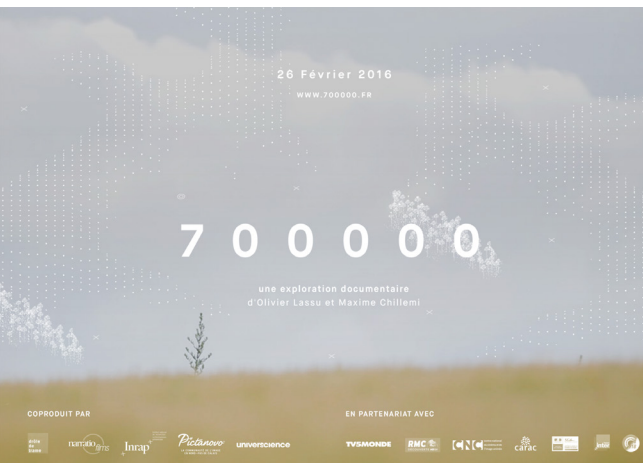 26 Février 2016
WWW.700000.FR
700000
une exploration documentaire
d'Olivier Lassu et Maxime Chillemi
COPRODUIT PAR
EN PARTENARIAT AVEC
narratio films
Inrap
Pictanovo
universcience
TV5MONDE
RMC
CNC
carac